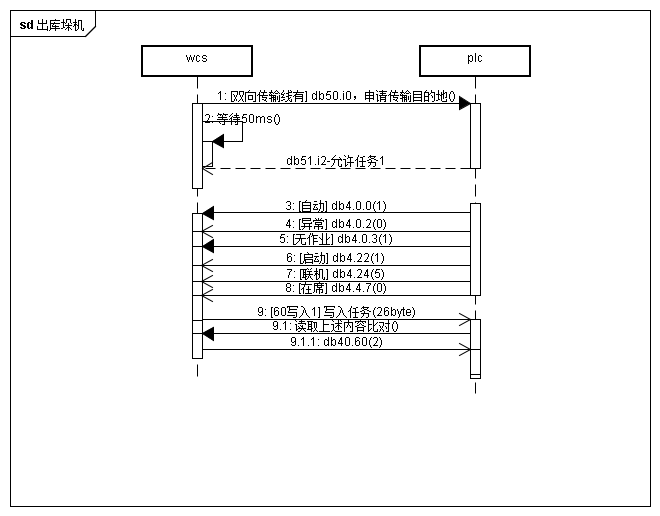 sd 出库垛机
wcs
plc
1: [双向传输线有] db50.i0，申请传输目的地()
2: 等待50ms()
db51.i2-允许任务1
3: [自动] db4.0.0(1)
4: [异常] db4.0.2(0)
5: [无作业] db4.0.3(1)
6: [启动] db4.22(1)
7: [联机] db4.24(5)
8: [在席] db4.4.7(0)
9: [60写入1] 写入任务(26byte)
9.1: 读取上述内容比对()
9.1.1: db40.60(2)